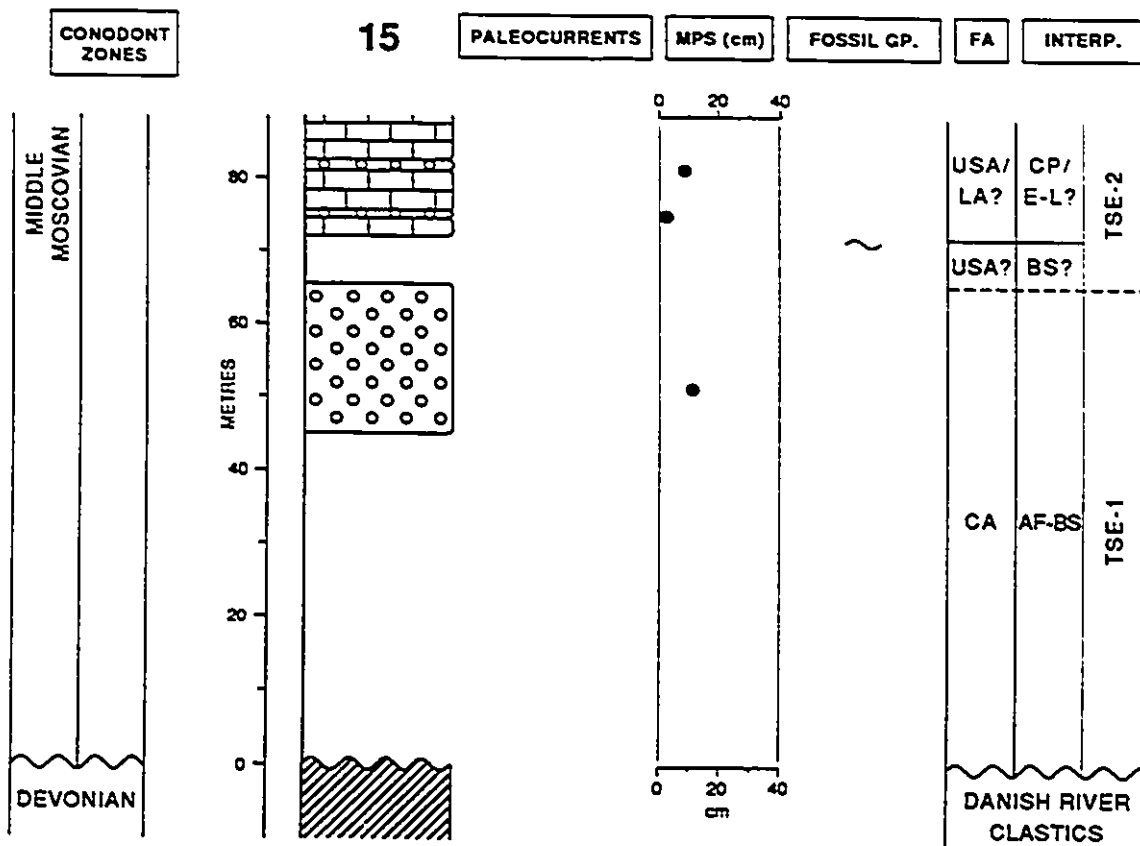 CONODONT
ZONES
15
PALEOCURRENTS
MPS (cm)
FOSSIL GP.
FA
INTERP.
0 20 40
MIDDLE
MOSCOVIAN
80
60
METRES
40
20
0
USA/
LA?
CP/
E-L?
TSE-2
USA?
BS?
CA
AF-BS
TSE-1
0 20 40
cm
DEVONIAN
DANISH RIVER
CLASTICS